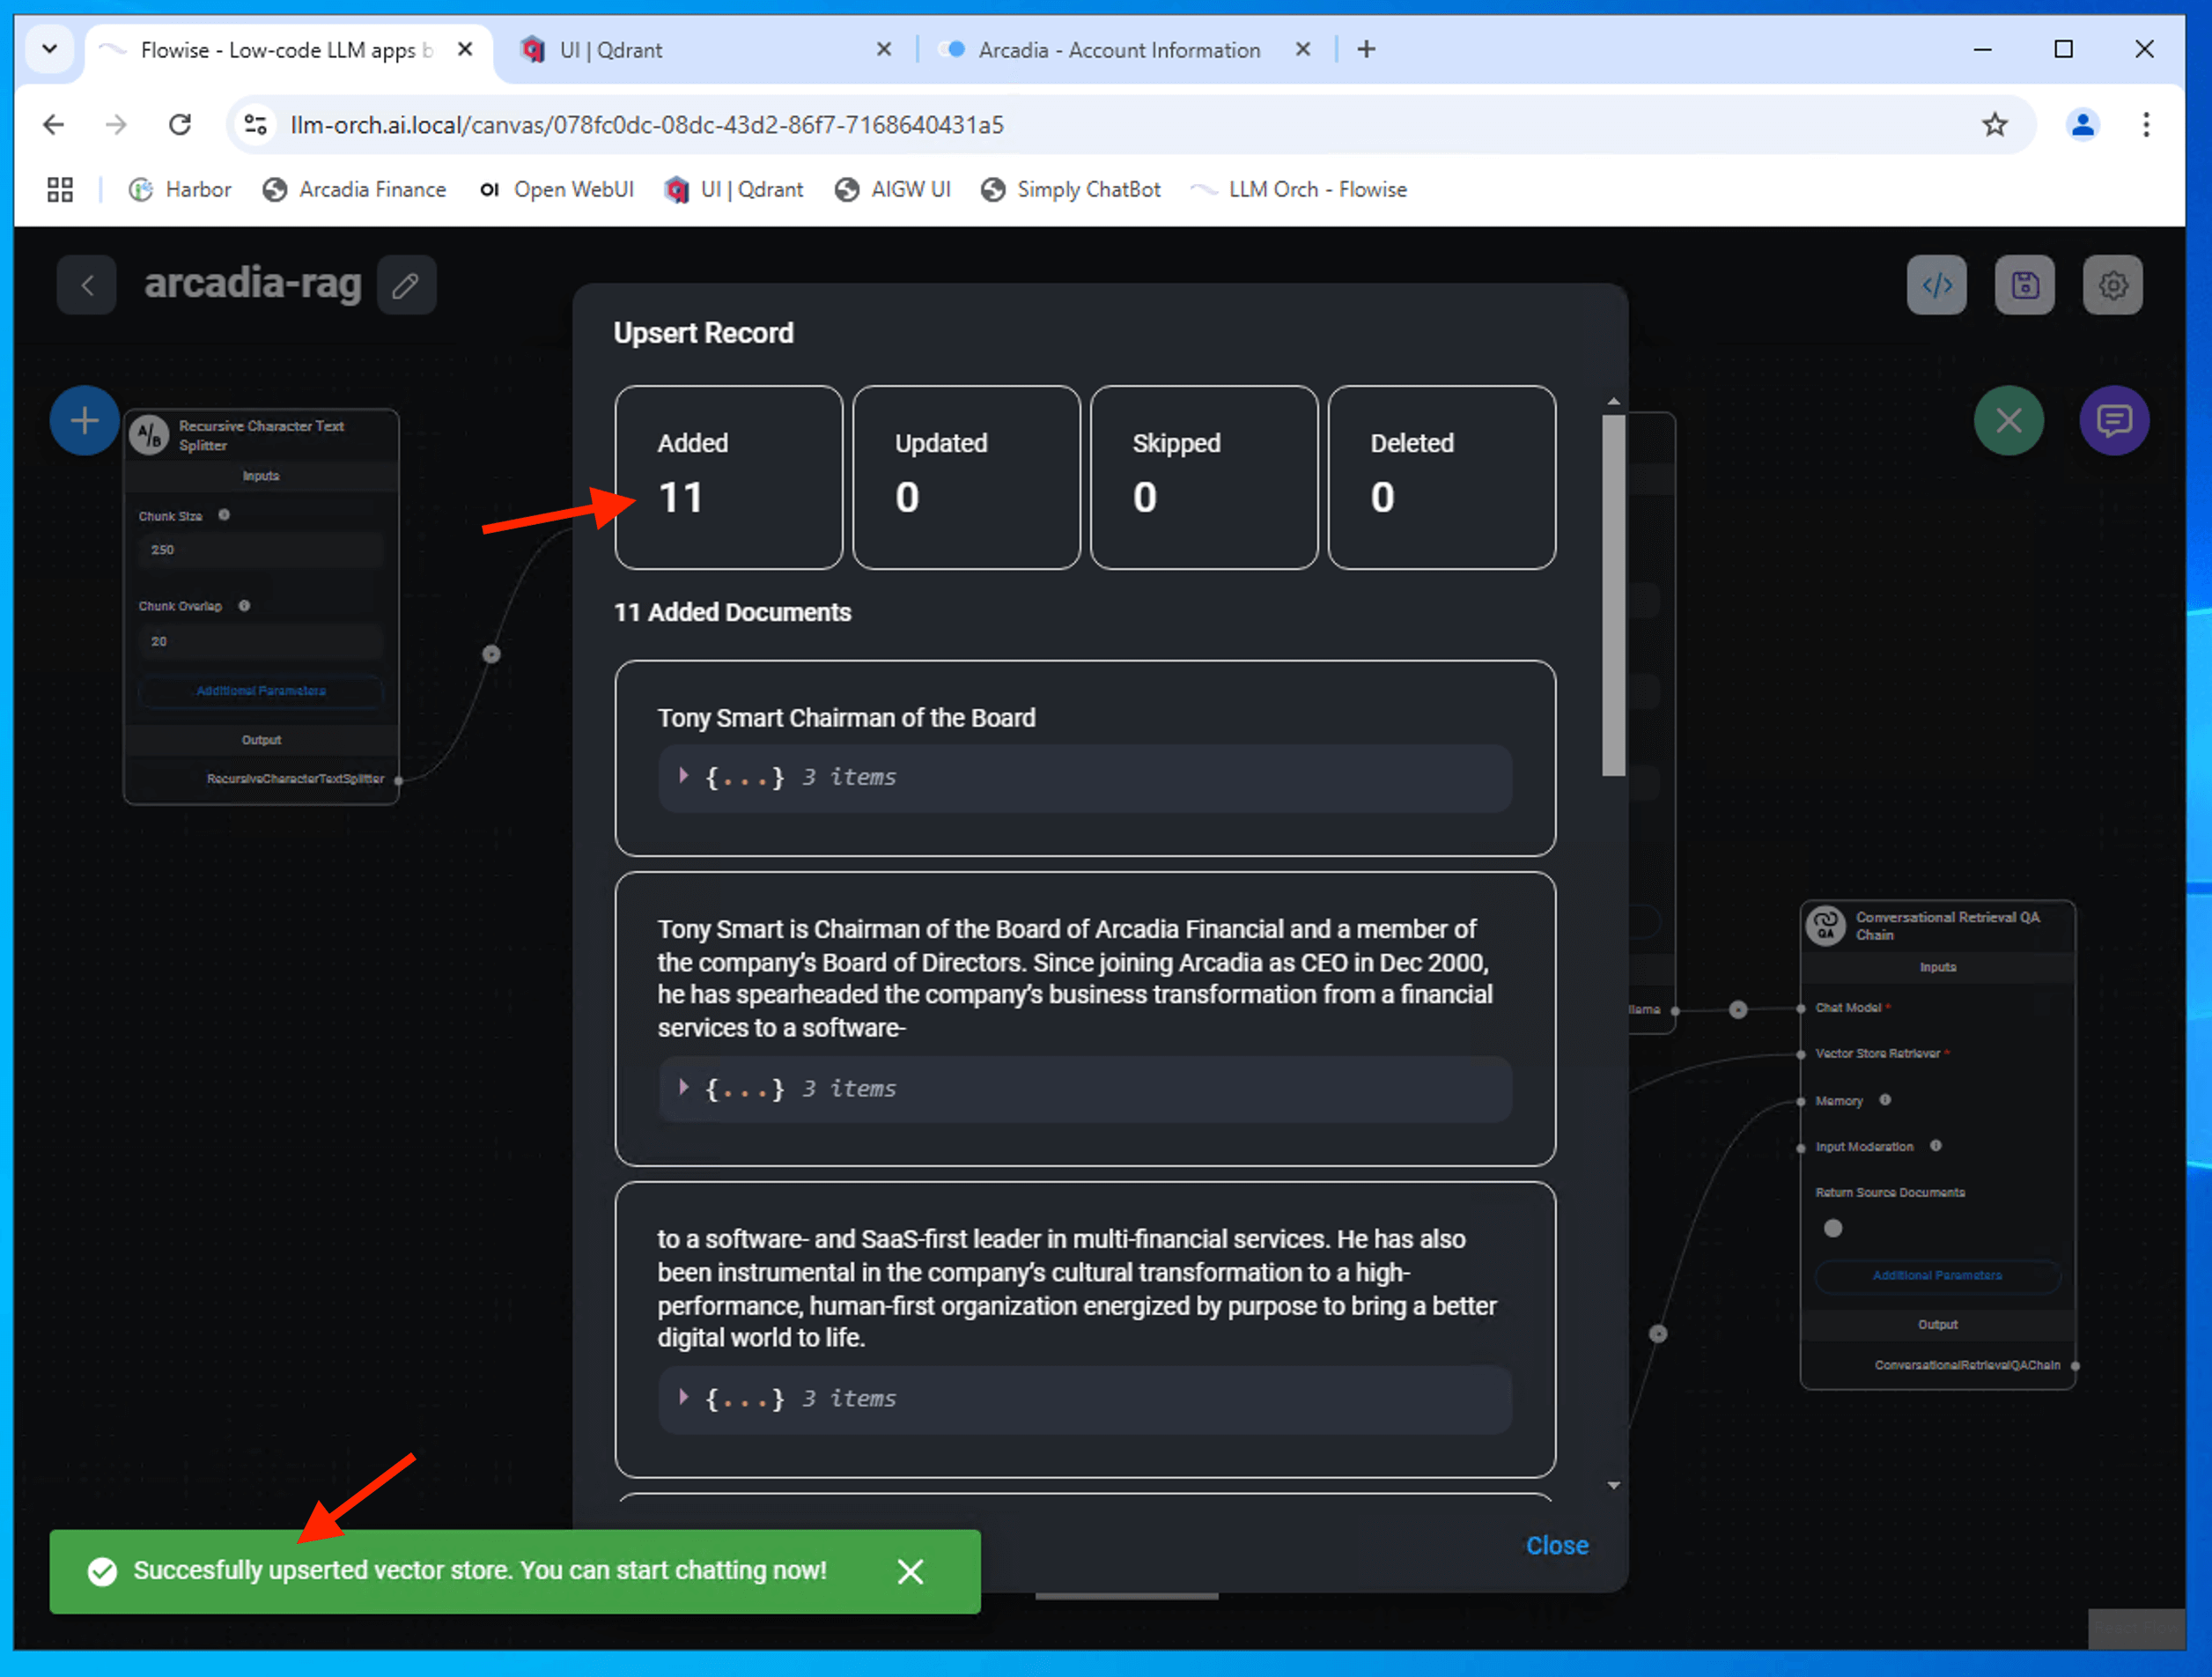 Flowise - Low-code LLM apps b
UI | Qdrant
Arcadia - Account Information
llm-orch.ai.local/canvas/078fc0dc-08dc-43d2-86f7-7168640431a5
Harbor
Arcadia Finance
OI Open WebUI
UI | Qdrant
AIGW UI
Simply ChatBot
LLM Orch - Flowise
arcadia-rag
</>
Upsert Record
Added
11
Updated
0
Skipped
0
Deleted
0
11 Added Documents
Tony Smart Chairman of the Board
{...} 3 items
Tony Smart is Chairman of the Board of Arcadia Financial and a member of
the company's Board of Directors. Since joining Arcadia as CEO in Dec 2000,
he has spearheaded the company's business transformation from a financial
services to a software-
{...} 3 items
to a software- and SaaS-first leader in multi-financial services. He has also
been instrumental in the company's cultural transformation to a high-
performance, human-first organization energized by purpose to bring a better
digital world to life.
{...} 3 items
Close
A/B
Recursive Character Text
Splitter
Inputs
Chunk Size
250
Chunk Overlap
20
Additional Parameters
Output
RecursiveCharacterTextSplitter
QA
Conversational Retrieval QA
Chain
Inputs
Chat Model *
Vector Store Retriever *
Memory
Input Moderation
Return Source Documents
Additional Parameters
Output
ConversationalRetrievalQAChain
Succesfully upserted vector store. You can start chatting now!